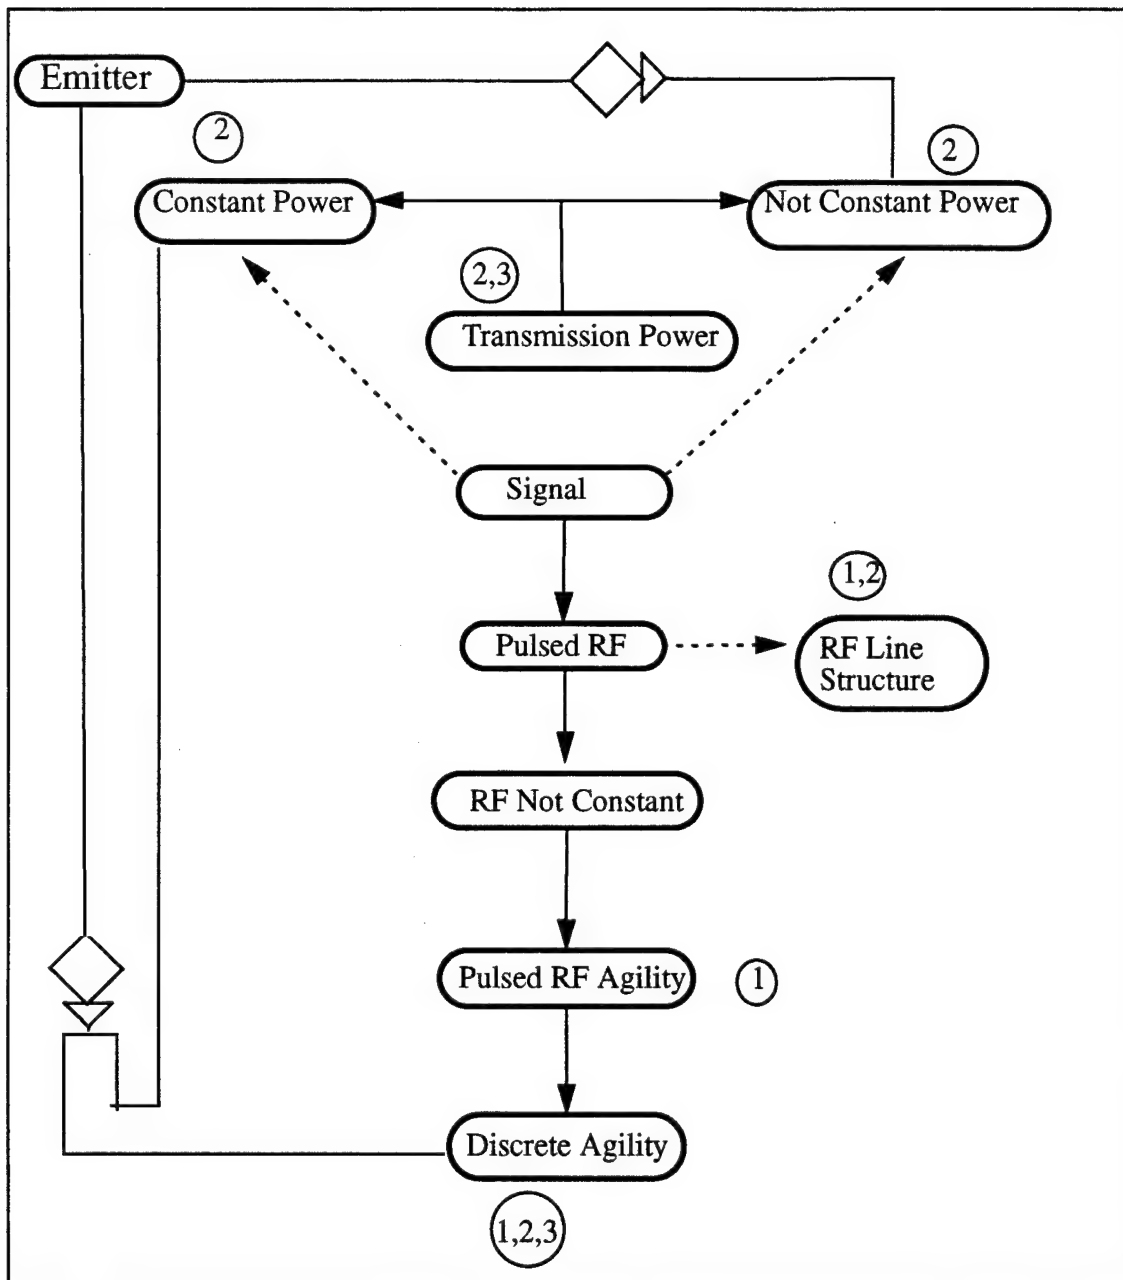 Emitter
2
2
Constant Power
Not Constant Power
2,3
Transmission Power
Signal
1,2
Pulsed RF
RF Line
Structure
RF Not Constant
Pulsed RF Agility
1
Discrete Agility
1,2,3